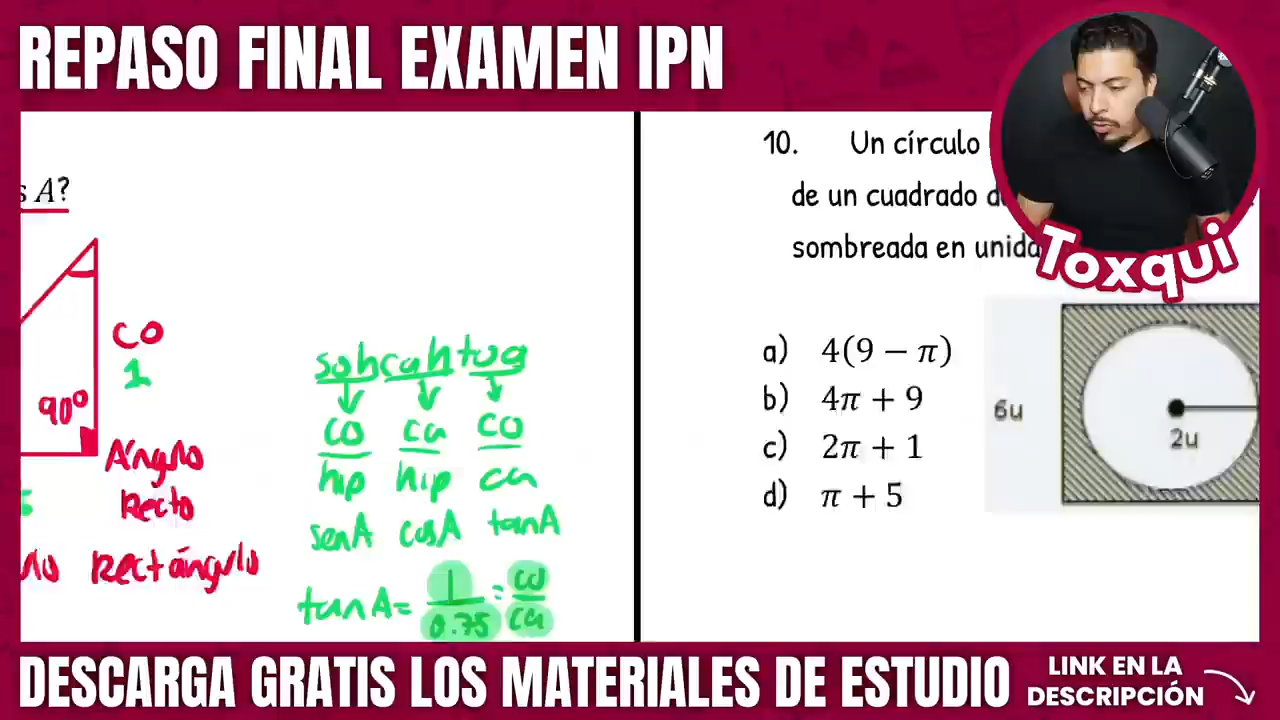 REPASO FINAL EXAMEN IPN
A?
CO
1
90°
Ángulo
Recto
Rectángulo
sohcahtoa
co ca co
hip hip ca
senA cosA tanA
tanA= 1/0.75 = co/ca
10. Un círculo
de un cuadrado
sombreada en
a) 4(9 − π)
b) 4π + 9
c) 2π + 1
d) π + 5
6u
2u
Toxqui
DESCARGA GRATIS LOS MATERIALES DE ESTUDIO
LINK EN LA
DESCRIPCIÓN